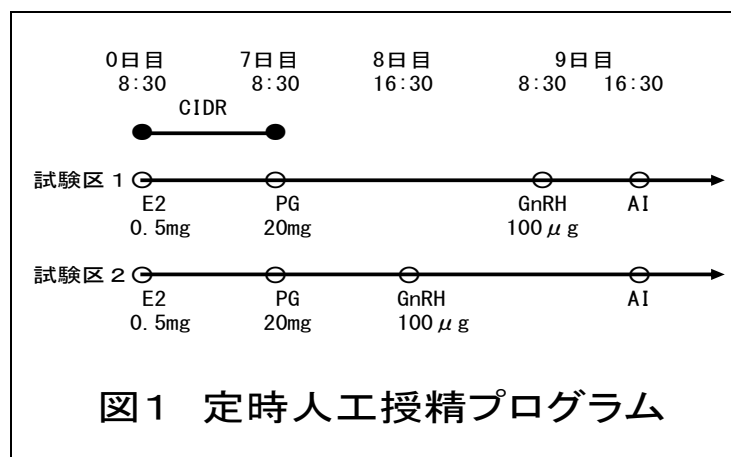 0日目 7日目 8日目 9日目
8:30 8:30 16:30 8:30 16:30
CIDR
試験区1
E2 PG GnRH AI
0.5mg 20mg 100μg
試験区2
E2 PG GnRH AI
0.5mg 20mg 100μg
図1 定時人工授精プログラム